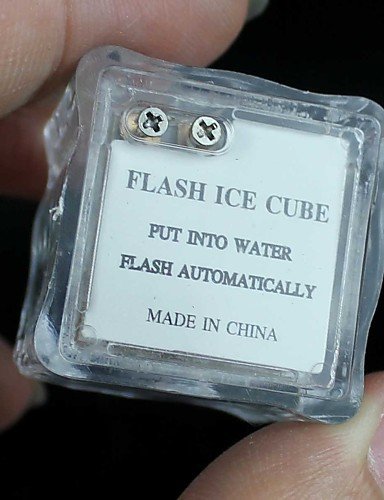 FLASH ICE CUBE
PUT INTO WATER
FLASH AUTOMATICALLY
MADE IN CHINA